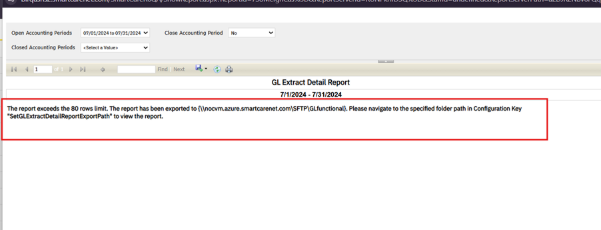 Open Accounting Periods 07/01/2024 to 07/31/2024 Close Accounting Period No
Closed Accounting Periods <Select a Value>
1 Find Next
GL Extract Detail Report
7/1/2024 - 7/31/2024
The report exceeds the 80 rows limit. The report has been exported to (\\nocvm.azure.smartcarenet.com\SFTP\GLfunctional). Please navigate to the specified folder path in Configuration Key
"SetGLExtractDetailReportExportPath" to view the report.